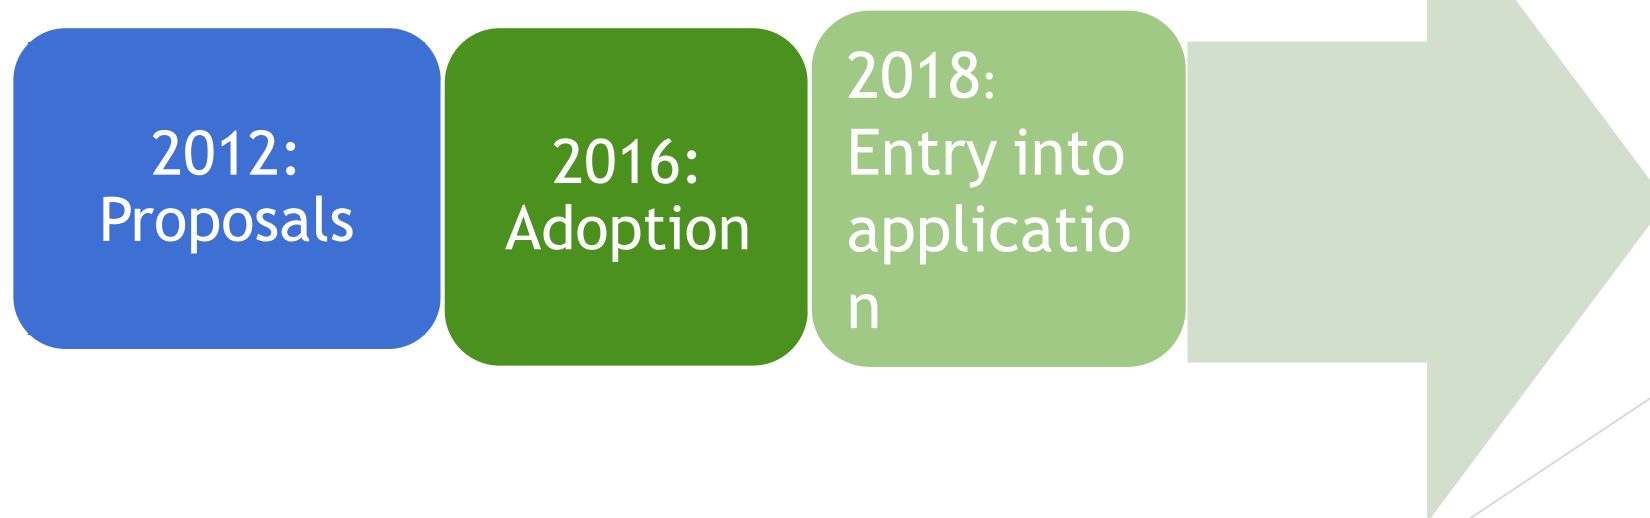 2012:
Proposals
2016:
Adoption
2018:
Entry into
applicatio
n